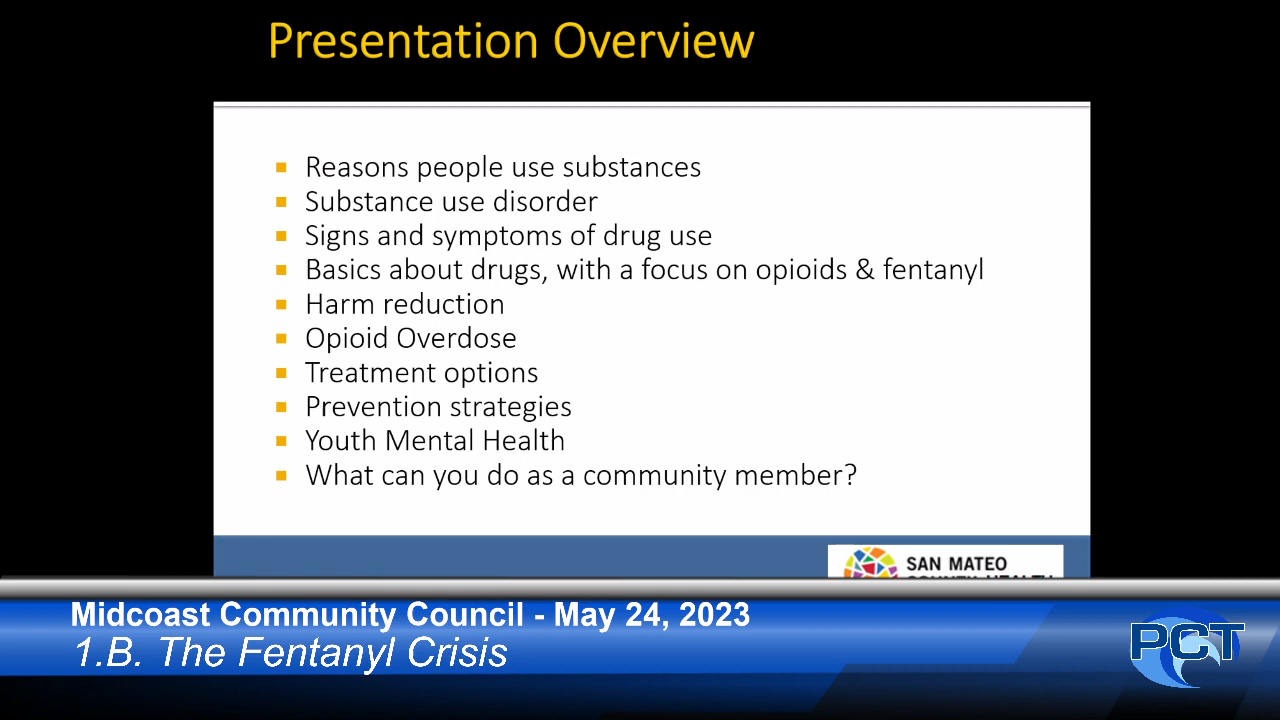 Presentation Overview
Reasons people use substances
Substance use disorder
Signs and symptoms of drug use
Basics about drugs, with a focus on opioids & fentanyl
Harm reduction
Opioid Overdose
Treatment options
Prevention strategies
Youth Mental Health
What can you do as a community member?
SAN MATEO
COUNTY HEALTH
Midcoast Community Council - May 24, 2023
1.B. The Fentanyl Crisis
PCT